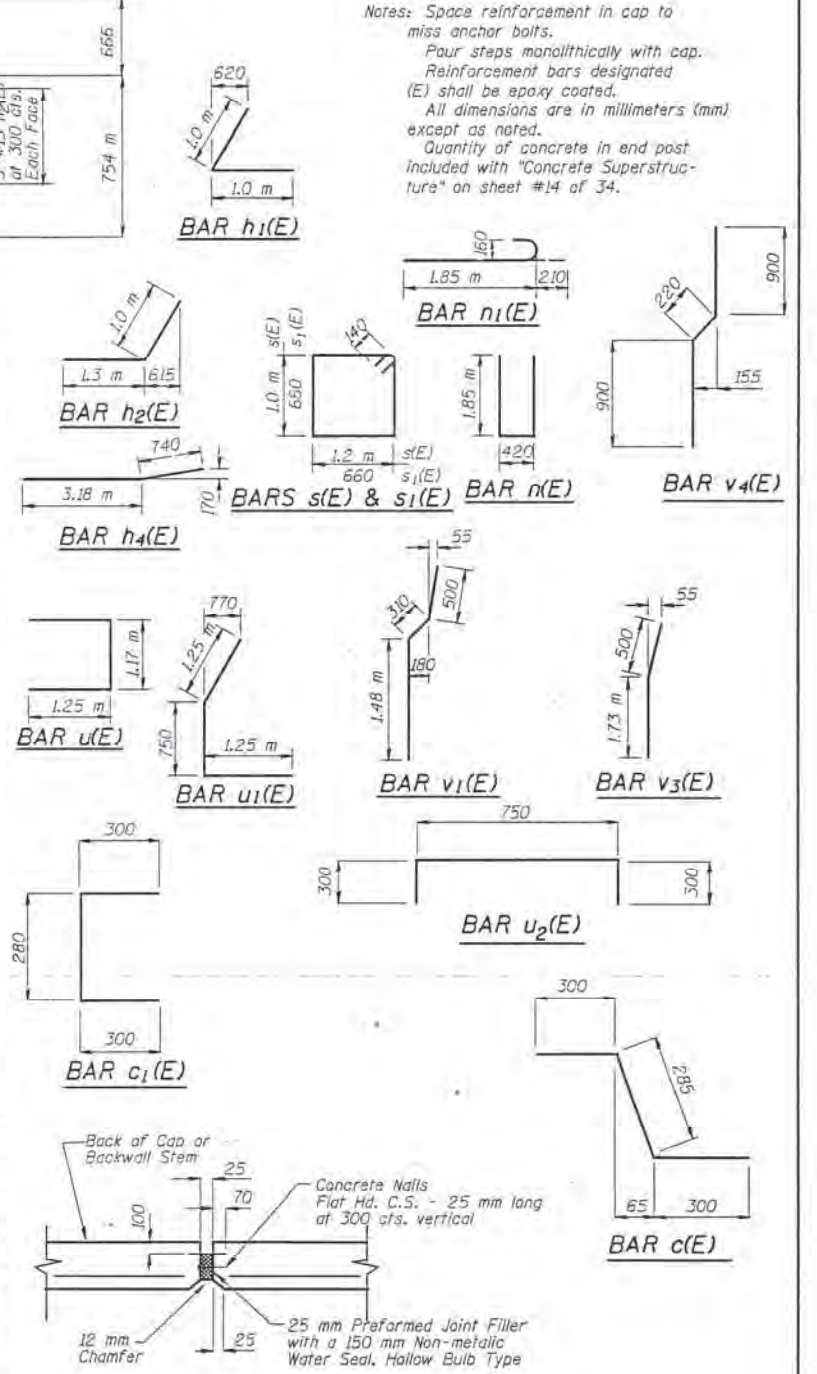 Notes: Space reinforcement in cap to
miss anchor bolts.
Pour steps monolithically with cap.
Reinforcement bars designated
(E) shall be epoxy coated.
All dimensions are in millimeters (mm)
except as noted.
Quantity of concrete in end post
included with "Concrete Superstruc-
ture" on sheet #14 of 34.
666
at 300 cts.
Each Face
754 m
620
1.0 m
1.0 m
BAR h1(E)
160
1.85 m
210
BAR n1(E)
900
220
155
900
BAR v4(E)
1.0 m
1.3 m
615
BAR h2(E)
s(E)
s1(E)
140
1.0 m
660
1.2 m s(E)
660 s1(E)
BARS s(E) & s1(E)
1.85 m
420
BAR n(E)
740
3.18 m
170
BAR h4(E)
1.17 m
1.25 m
BAR u(E)
770
1.25 m
750
1.25 m
BAR u1(E)
55
310
500
180
1.48 m
BAR v1(E)
55
500
1.73 m
BAR v3(E)
750
300
300
BAR u2(E)
300
280
300
BAR c1(E)
300
285
65
300
BAR c(E)
Back of Cap or
Backwall Stem
25
70
100
Concrete Nails
Flat Hd. C.S. - 25 mm long
at 300 cts. vertical
12 mm
Chamfer
25
25 mm Preformed Joint Filler
with a 150 mm Non-metalic
Water Seal, Hollow Bulb Type